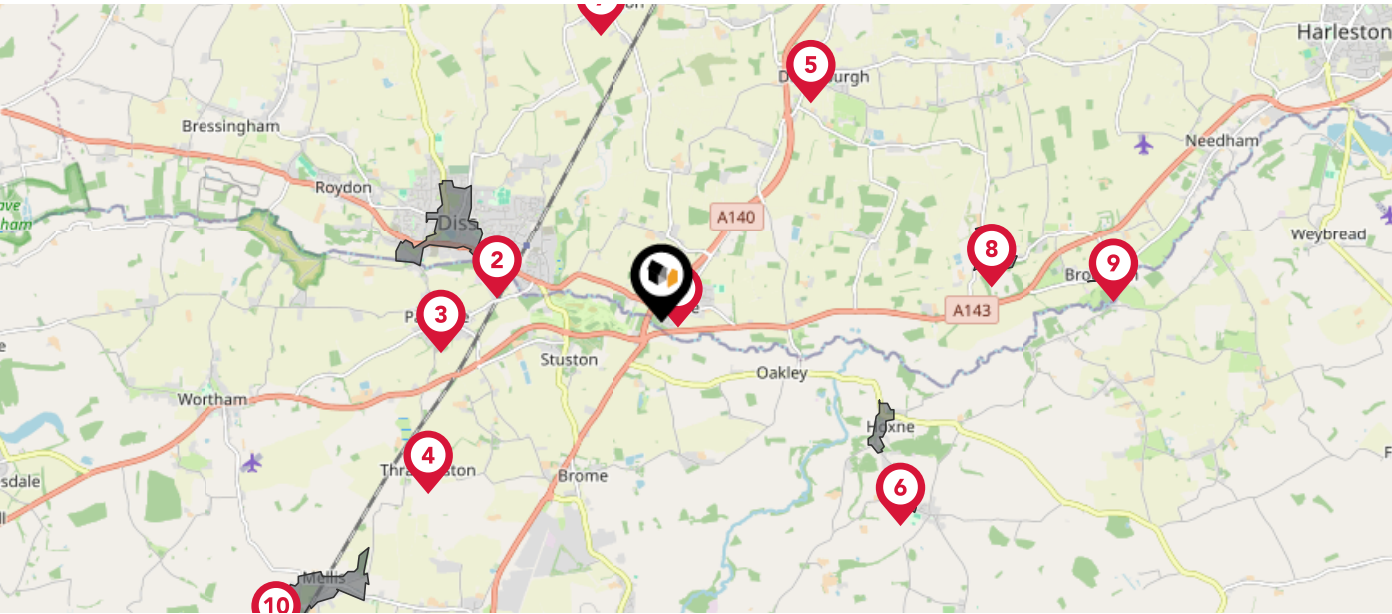 Harleston
5
Bressingham
Needham
Roydon
A140
Diss
Weybread
8
2
9
A143
3
Stuston
Oakley
Wortham
Hoxne
4
Brome
6
Mellis
10